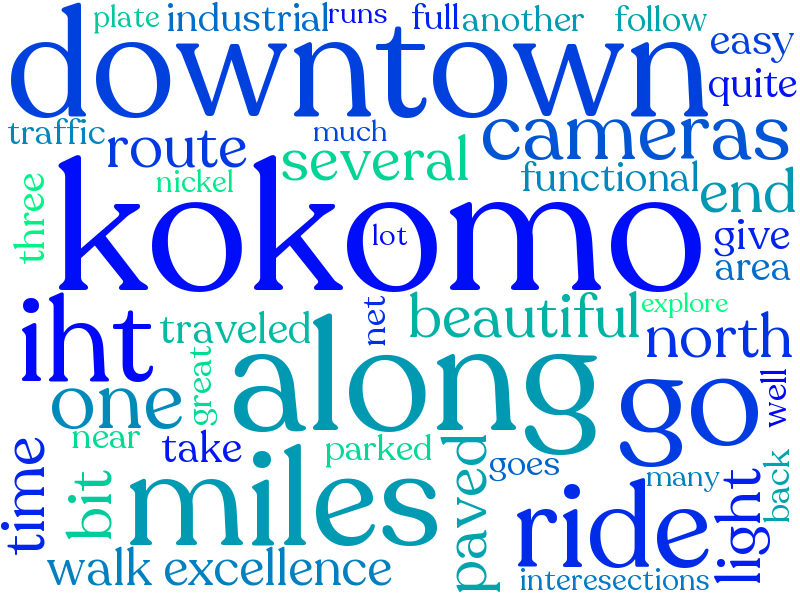 plate industrial runs full another follow
downtown easy
quite
traffic route much several cameras
nickel functional end
three kokomo lot give
area
iht traveled net beautiful explore
north
one great along go well
near take parked
time bit miles paved goes many back
ride light
walk excellence interesections